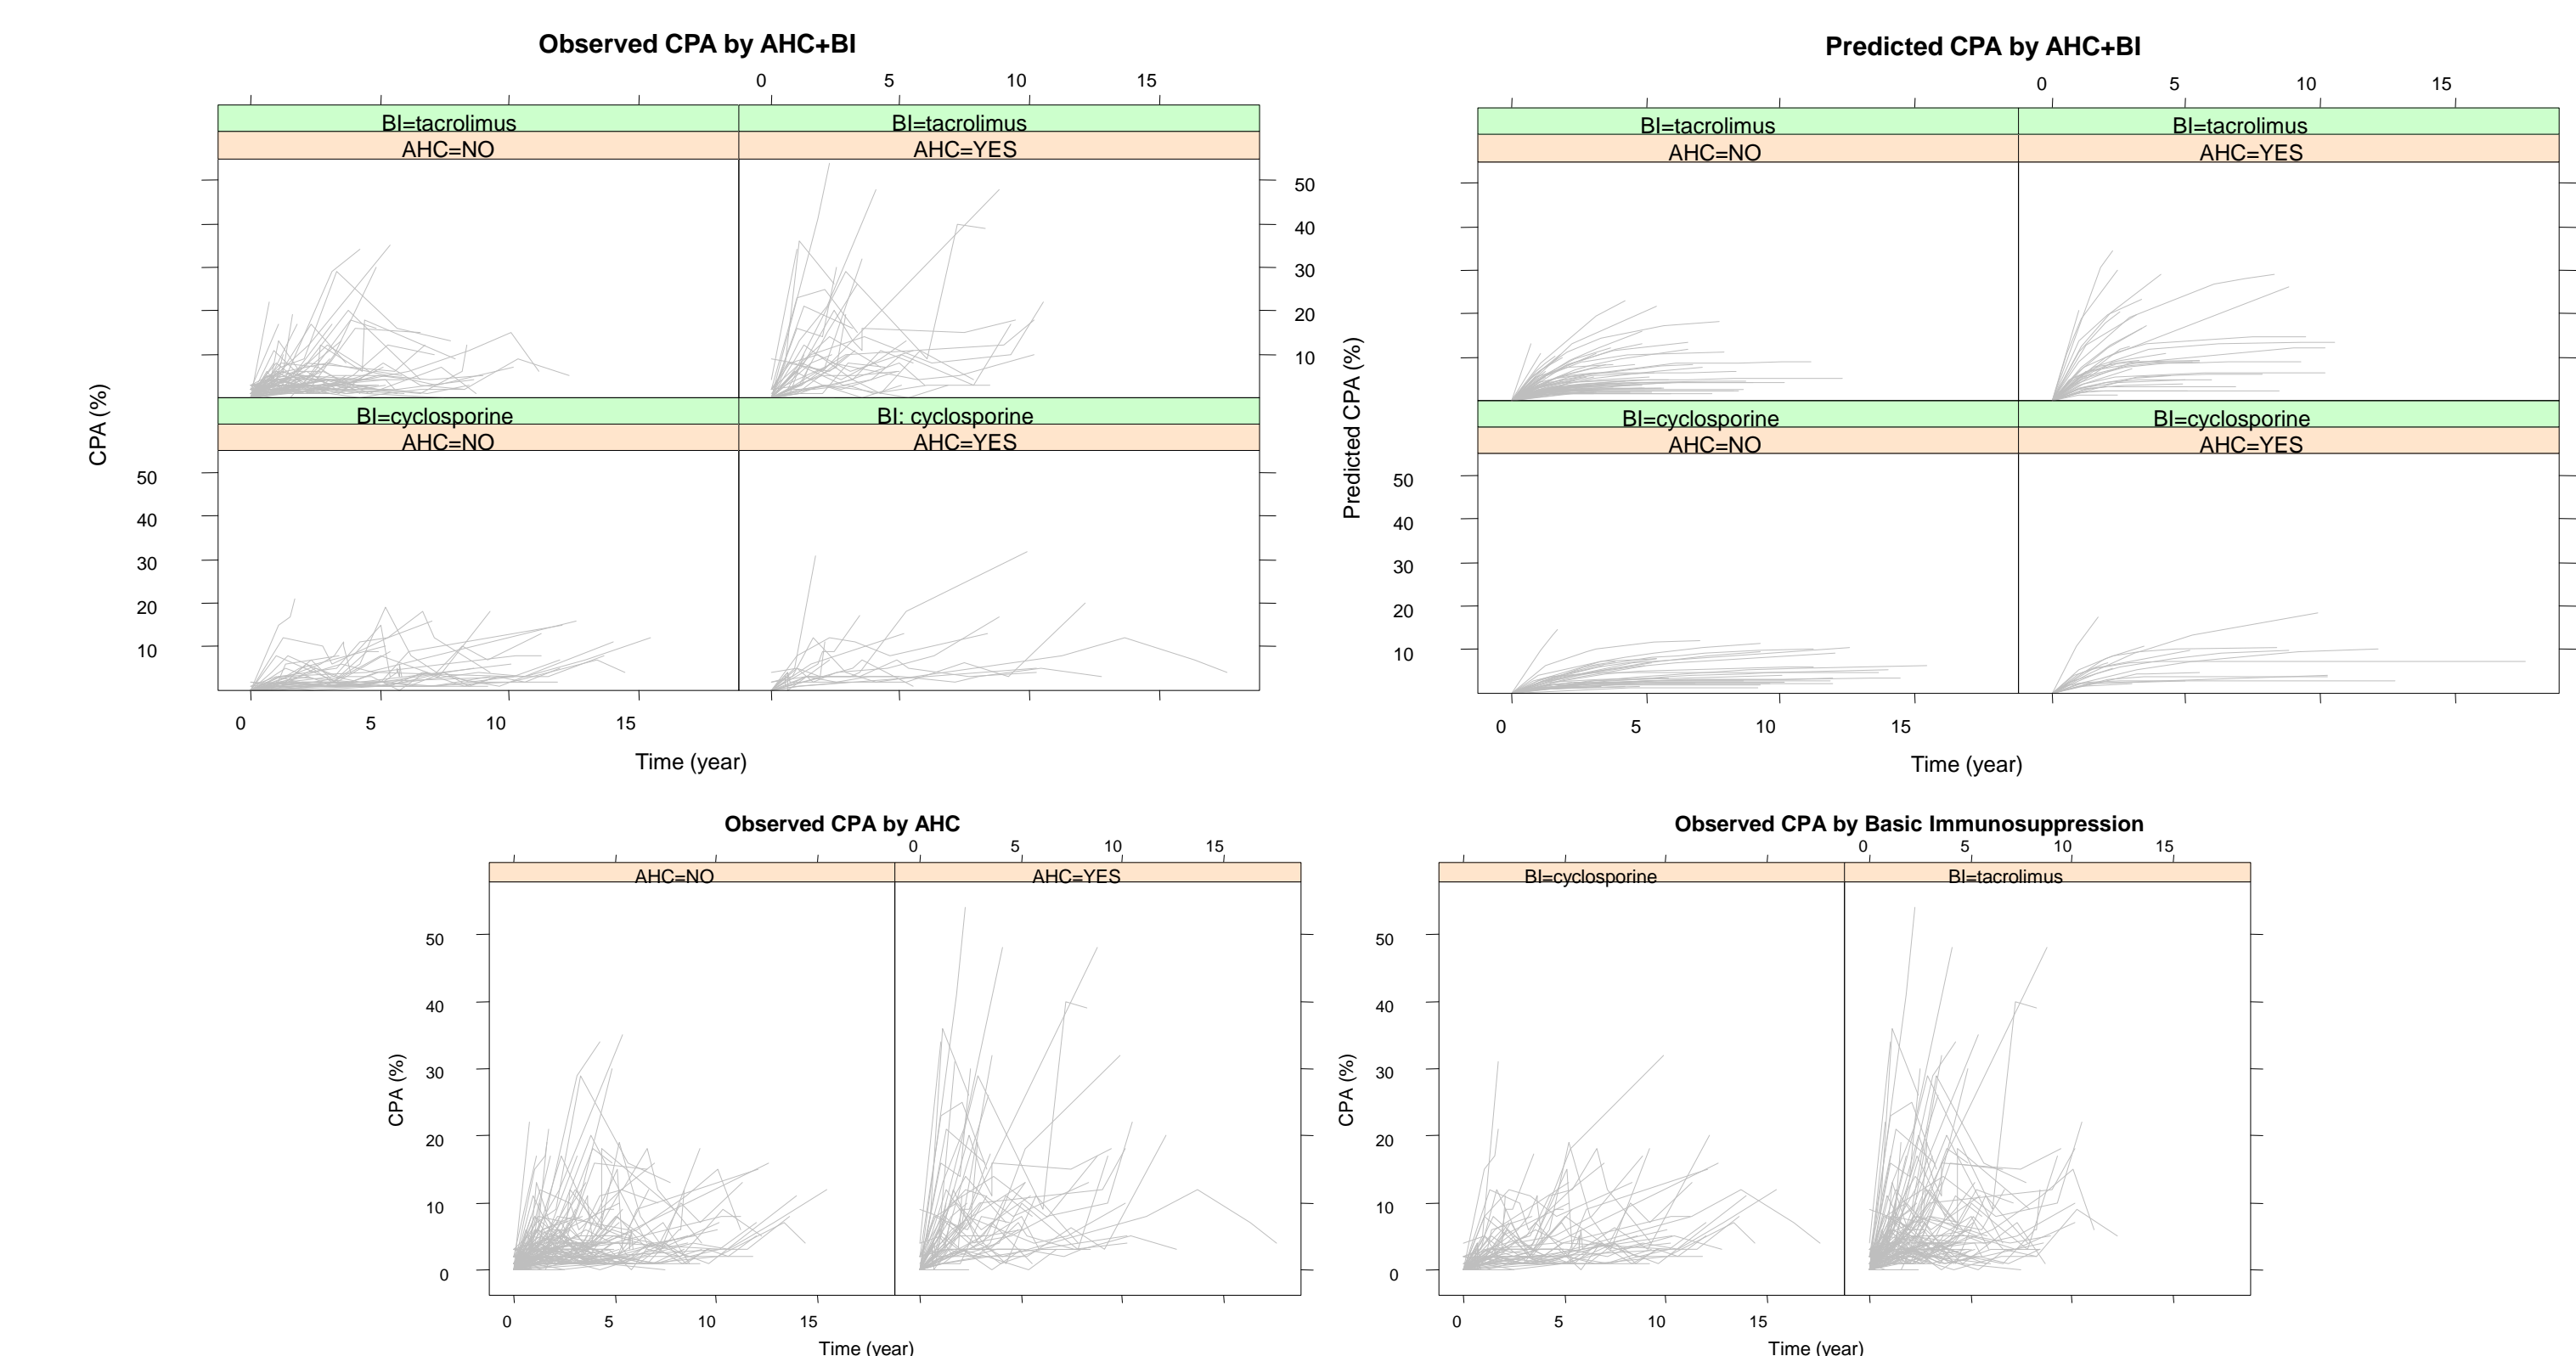 Observed CPA by AHC+BI
0 5 10 15
BI=tacrolimus BI=tacrolimus
AHC=NO AHC=YES
50
40
30
20
10
CPA (%)
BI=cyclosporine BI: cyclosporine
AHC=NO AHC=YES
50
40
30
20
10
0 5 10 15
Time (year)
Predicted CPA by AHC+BI
0 5 10 15
BI=tacrolimus BI=tacrolimus
AHC=NO AHC=YES
Predicted CPA (%)
BI=cyclosporine BI=cyclosporine
AHC=NO AHC=YES
50
40
30
20
10
0 5 10 15
Time (year)
Observed CPA by AHC
0 5 10 15
AHC=NO AHC=YES
50
40
30
20
10
0
CPA (%)
0 5 10 15
Time (year)
Observed CPA by Basic Immunosuppression
0 5 10 15
BI=cyclosporine BI=tacrolimus
50
40
30
20
10
0
CPA (%)
0 5 10 15
Time (year)